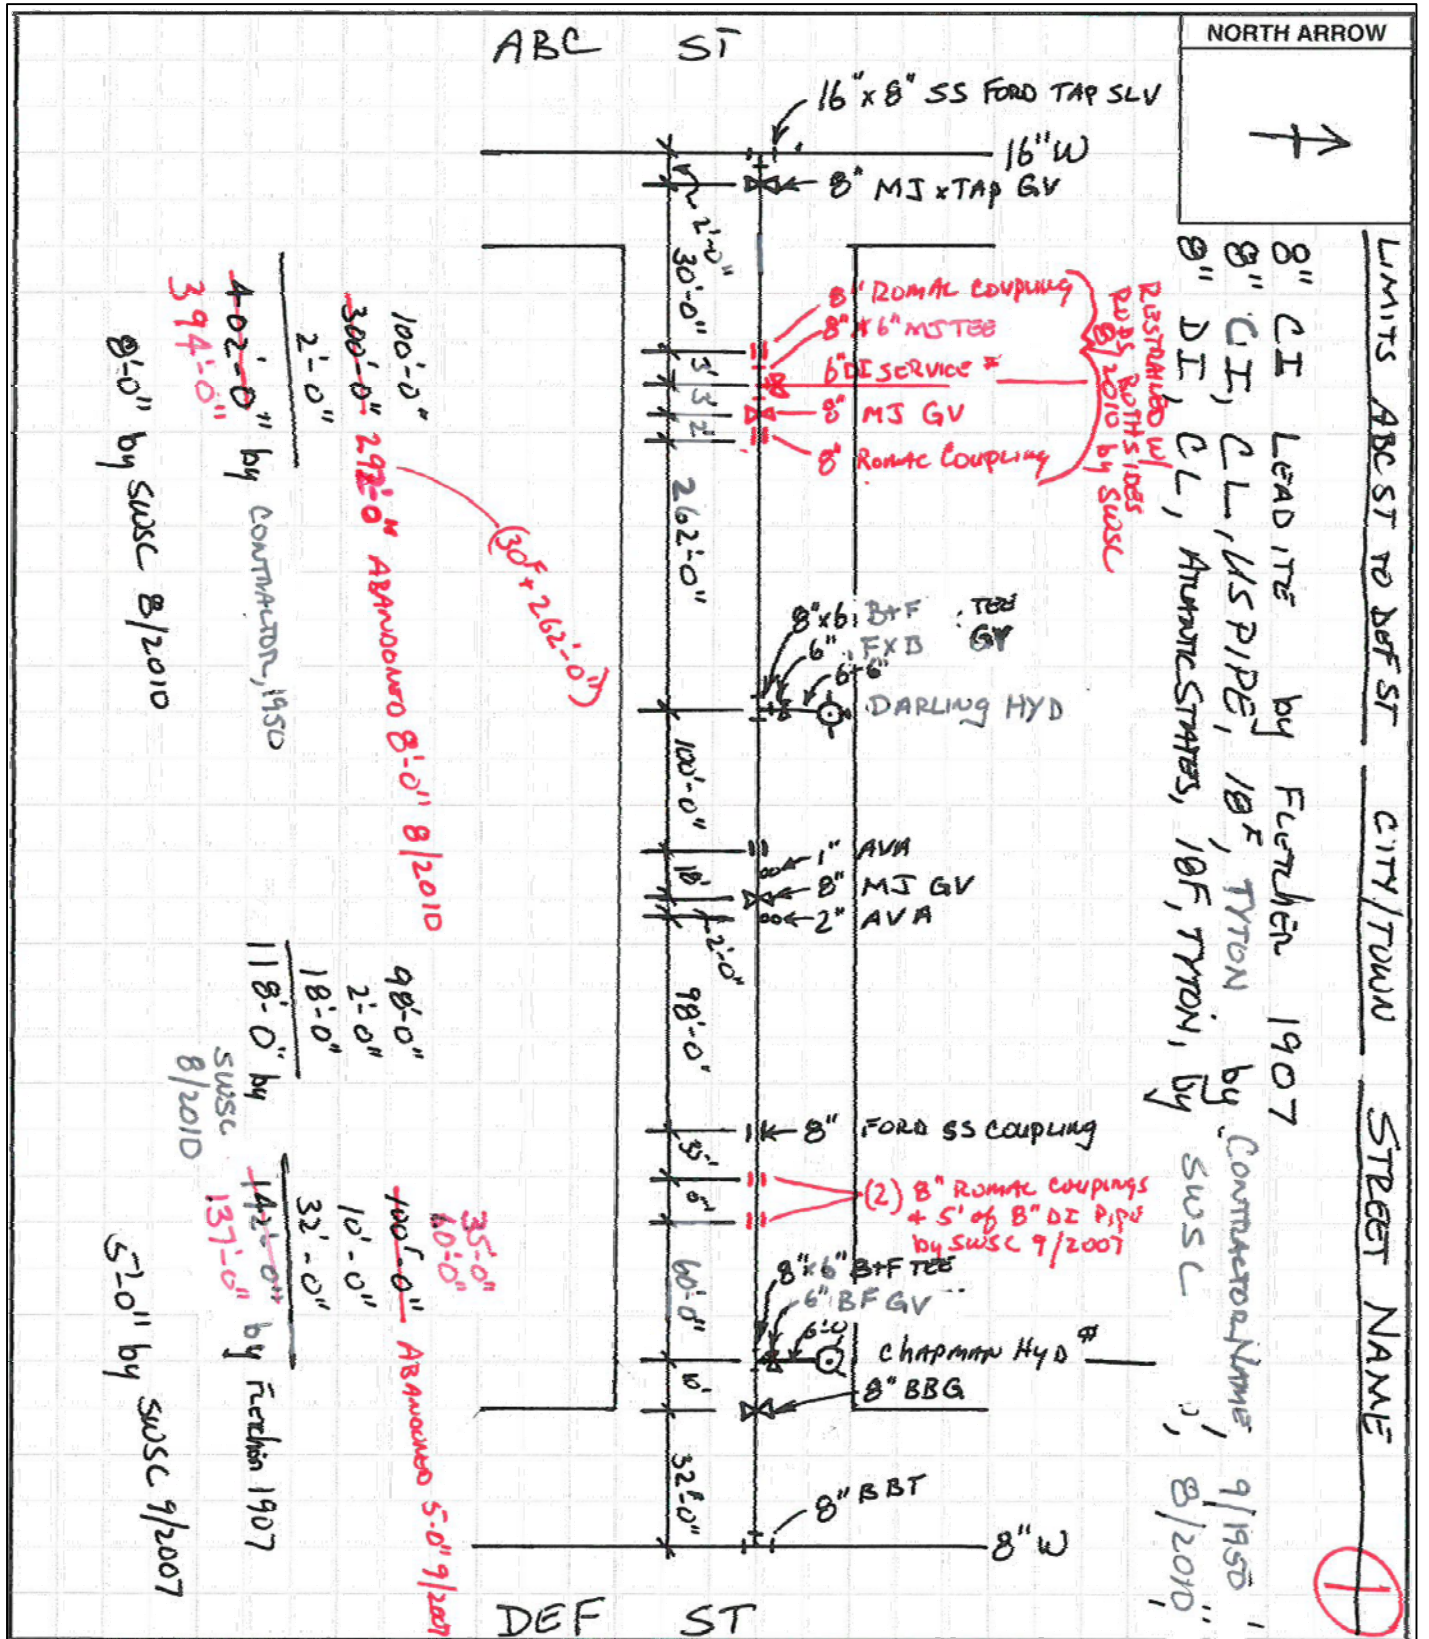 NORTH ARROW
ABC ST
16" x 8" SS FORD TAP SLV
16" W
8" MJ x TAP GV
2'-0"
30'-0"
8" ROMAC COUPLING
8" x 6" MJ TEE
6" DI SERVICE #
8" MJ GV
8" ROMAC COUPLING
RESTRAINED W/
RODS BOTH SIDES
8/2010 by SWSC
3'
3'
2'
262'-0"
8" x 6" B+F TEE
6" FXB GV
6'-6"
DARLING HYD
100'-0"
1" AVA
18'
8" MJ GV
2" AVA
2'-0"
98'-0"
8" FORD SS COUPLING
35'
(2) 8" ROMAC COUPLINGS
+ 5' of 8" DI PIPE
by SWSC 9/2007
8" x 6" B+F TEE
6" BF GV
6'-0
60'-0"
CHAPMAN HYD #
10'
8" BBG
32'-0"
8" BBT
8" W
DEF ST
LIMITS ABC ST TO DEF ST CITY/TOWN STREET NAME
8" CI LEADITE by FLETCHER 1907
8" CI, CL, US PIPE, 18F, TYTON by CONTRACTOR NAME 9/1950
8" DI, CL, ATLANTIC STATES, 18F, TYTON, by SWSC 8/2010
1
100'-0"
300'-0" 292'-0" ABANDONED 8'-0" 8/2010
(30F + 262'-0")
2'-0"
402'-0" by CONTRACTOR, 1950
394'-0"
8'-0" by SWSC 8/2010
98'-0"
2'-0"
18'-0"
118'-0" by
SWSC
8/2010
35'-0"
60'-0"
100'-0" ABANDONED 5'-0" 9/2007
10'-0"
32'-0"
142'-0" by Fletcher 1907
137'-0"
5'-0" by SWSC 9/2007